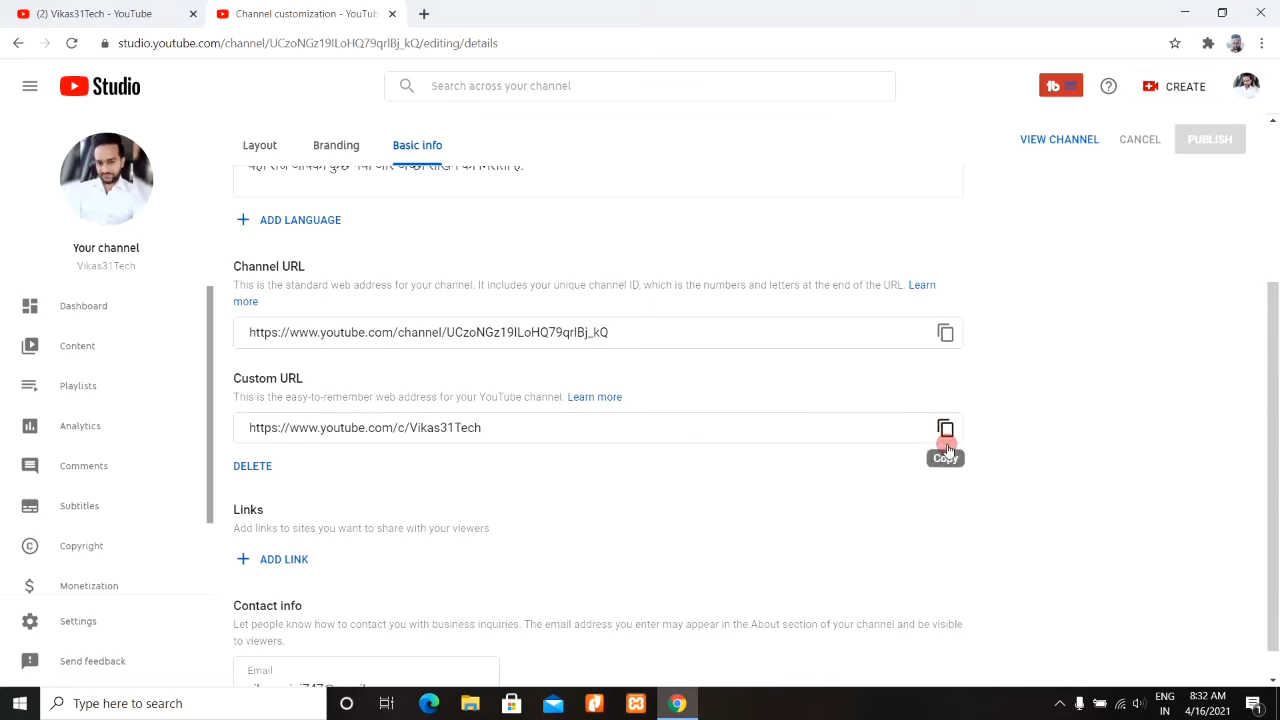 (2) Vikas31Tech - YouTube
Channel customization - YouTub
studio.youtube.com/channel/UCzoNGz19ILoHQ79qrlBj_kQ/editing/details
Studio
Search across your channel
CREATE
Layout
Branding
Basic info
VIEW CHANNEL
CANCEL
PUBLISH
ADD LANGUAGE
Your channel
Vikas31Tech
Channel URL
This is the standard web address for your channel. It includes your unique channel ID, which is the numbers and letters at the end of the URL. Learn
more
https://www.youtube.com/channel/UCzoNGz19ILoHQ79qrlBj_kQ
Custom URL
This is the easy-to-remember web address for your YouTube channel. Learn more
https://www.youtube.com/c/Vikas31Tech
Copy
DELETE
Links
Add links to sites you want to share with your viewers
ADD LINK
Contact info
Let people know how to contact you with business inquiries. The email address you enter may appear in the About section of your channel and be visible
to viewers.
Email
Dashboard
Content
Playlists
Analytics
Comments
Subtitles
Copyright
Monetization
Settings
Send feedback
Type here to search
ENG
IN
8:32 AM
4/16/2021